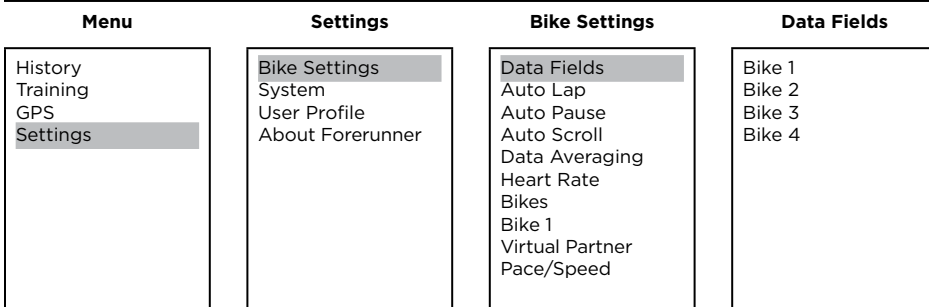 Menu
History
Training
GPS
Settings
Settings
Bike Settings
System
User Profile
About Forerunner
Bike Settings
Data Fields
Auto Lap
Auto Pause
Auto Scroll
Data Averaging
Heart Rate
Bikes
Bike 1
Virtual Partner
Pace/Speed
Data Fields
Bike 1
Bike 2
Bike 3
Bike 4